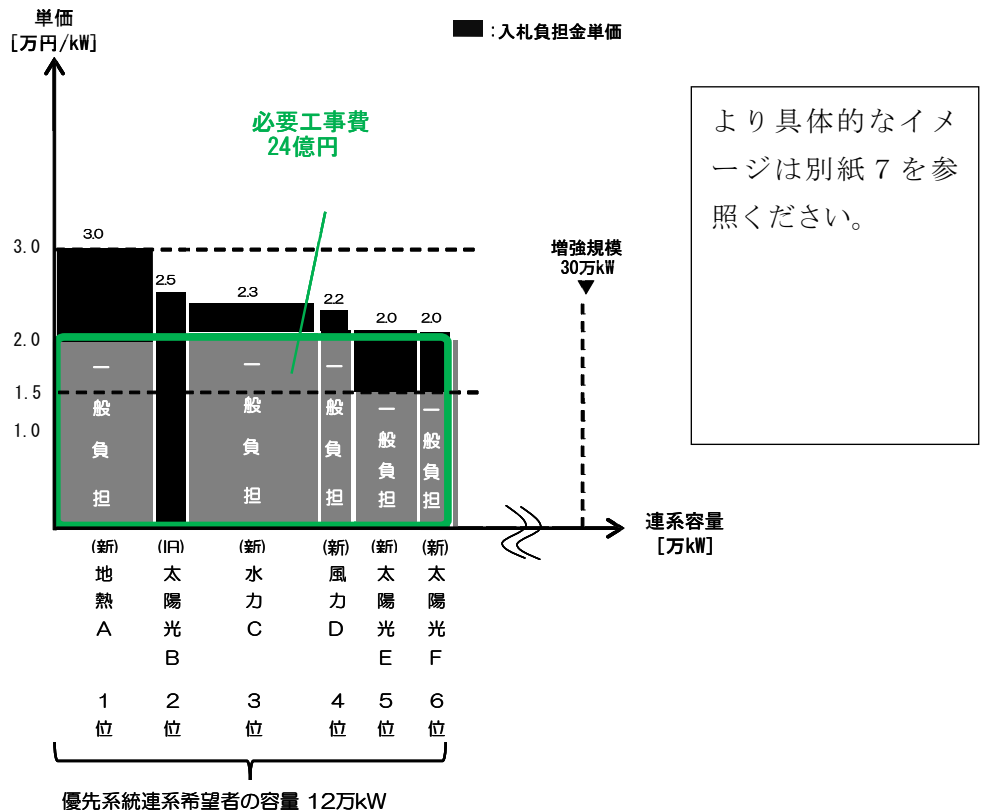 単価
[万円/kW]
:入札負担金単価
必要工事費
24億円
より具体的なイメ
ージは別紙7を参
照ください。
増強規模
30万kW
3.0
2.0
1.5
1.0
3.0
2.5
2.3
2.2
2.0
2.0
一般負担
一般負担
一般負担
一般負担
一般負担
連系容量
[万kW]
(新)地熱A
(旧)太陽光B
(新)水力C
(新)風力D
(新)太陽光E
(新)太陽光F
1位
2位
3位
4位
5位
6位
優先系統連系希望者の容量 12万kW